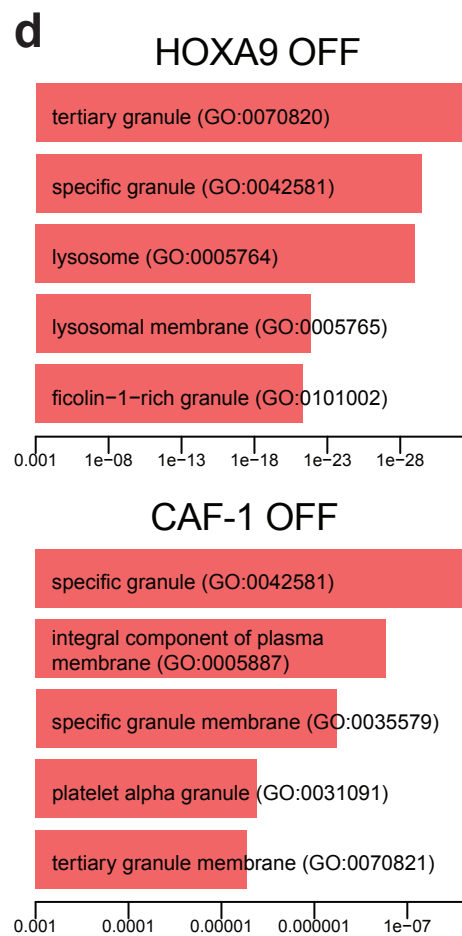 d
HOXA9 OFF
tertiary granule (GO:0070820)
specific granule (GO:0042581)
lysosome (GO:0005764)
lysosomal membrane (GO:0005765)
ficolin−1−rich granule (GO:0101002)
0.001 1e−08 1e−13 1e−18 1e−23 1e−28
CAF-1 OFF
specific granule (GO:0042581)
integral component of plasma
membrane (GO:0005887)
specific granule membrane (GO:0035579)
platelet alpha granule (GO:0031091)
tertiary granule membrane (GO:0070821)
0.001 0.0001 0.00001 0.000001 1e−07